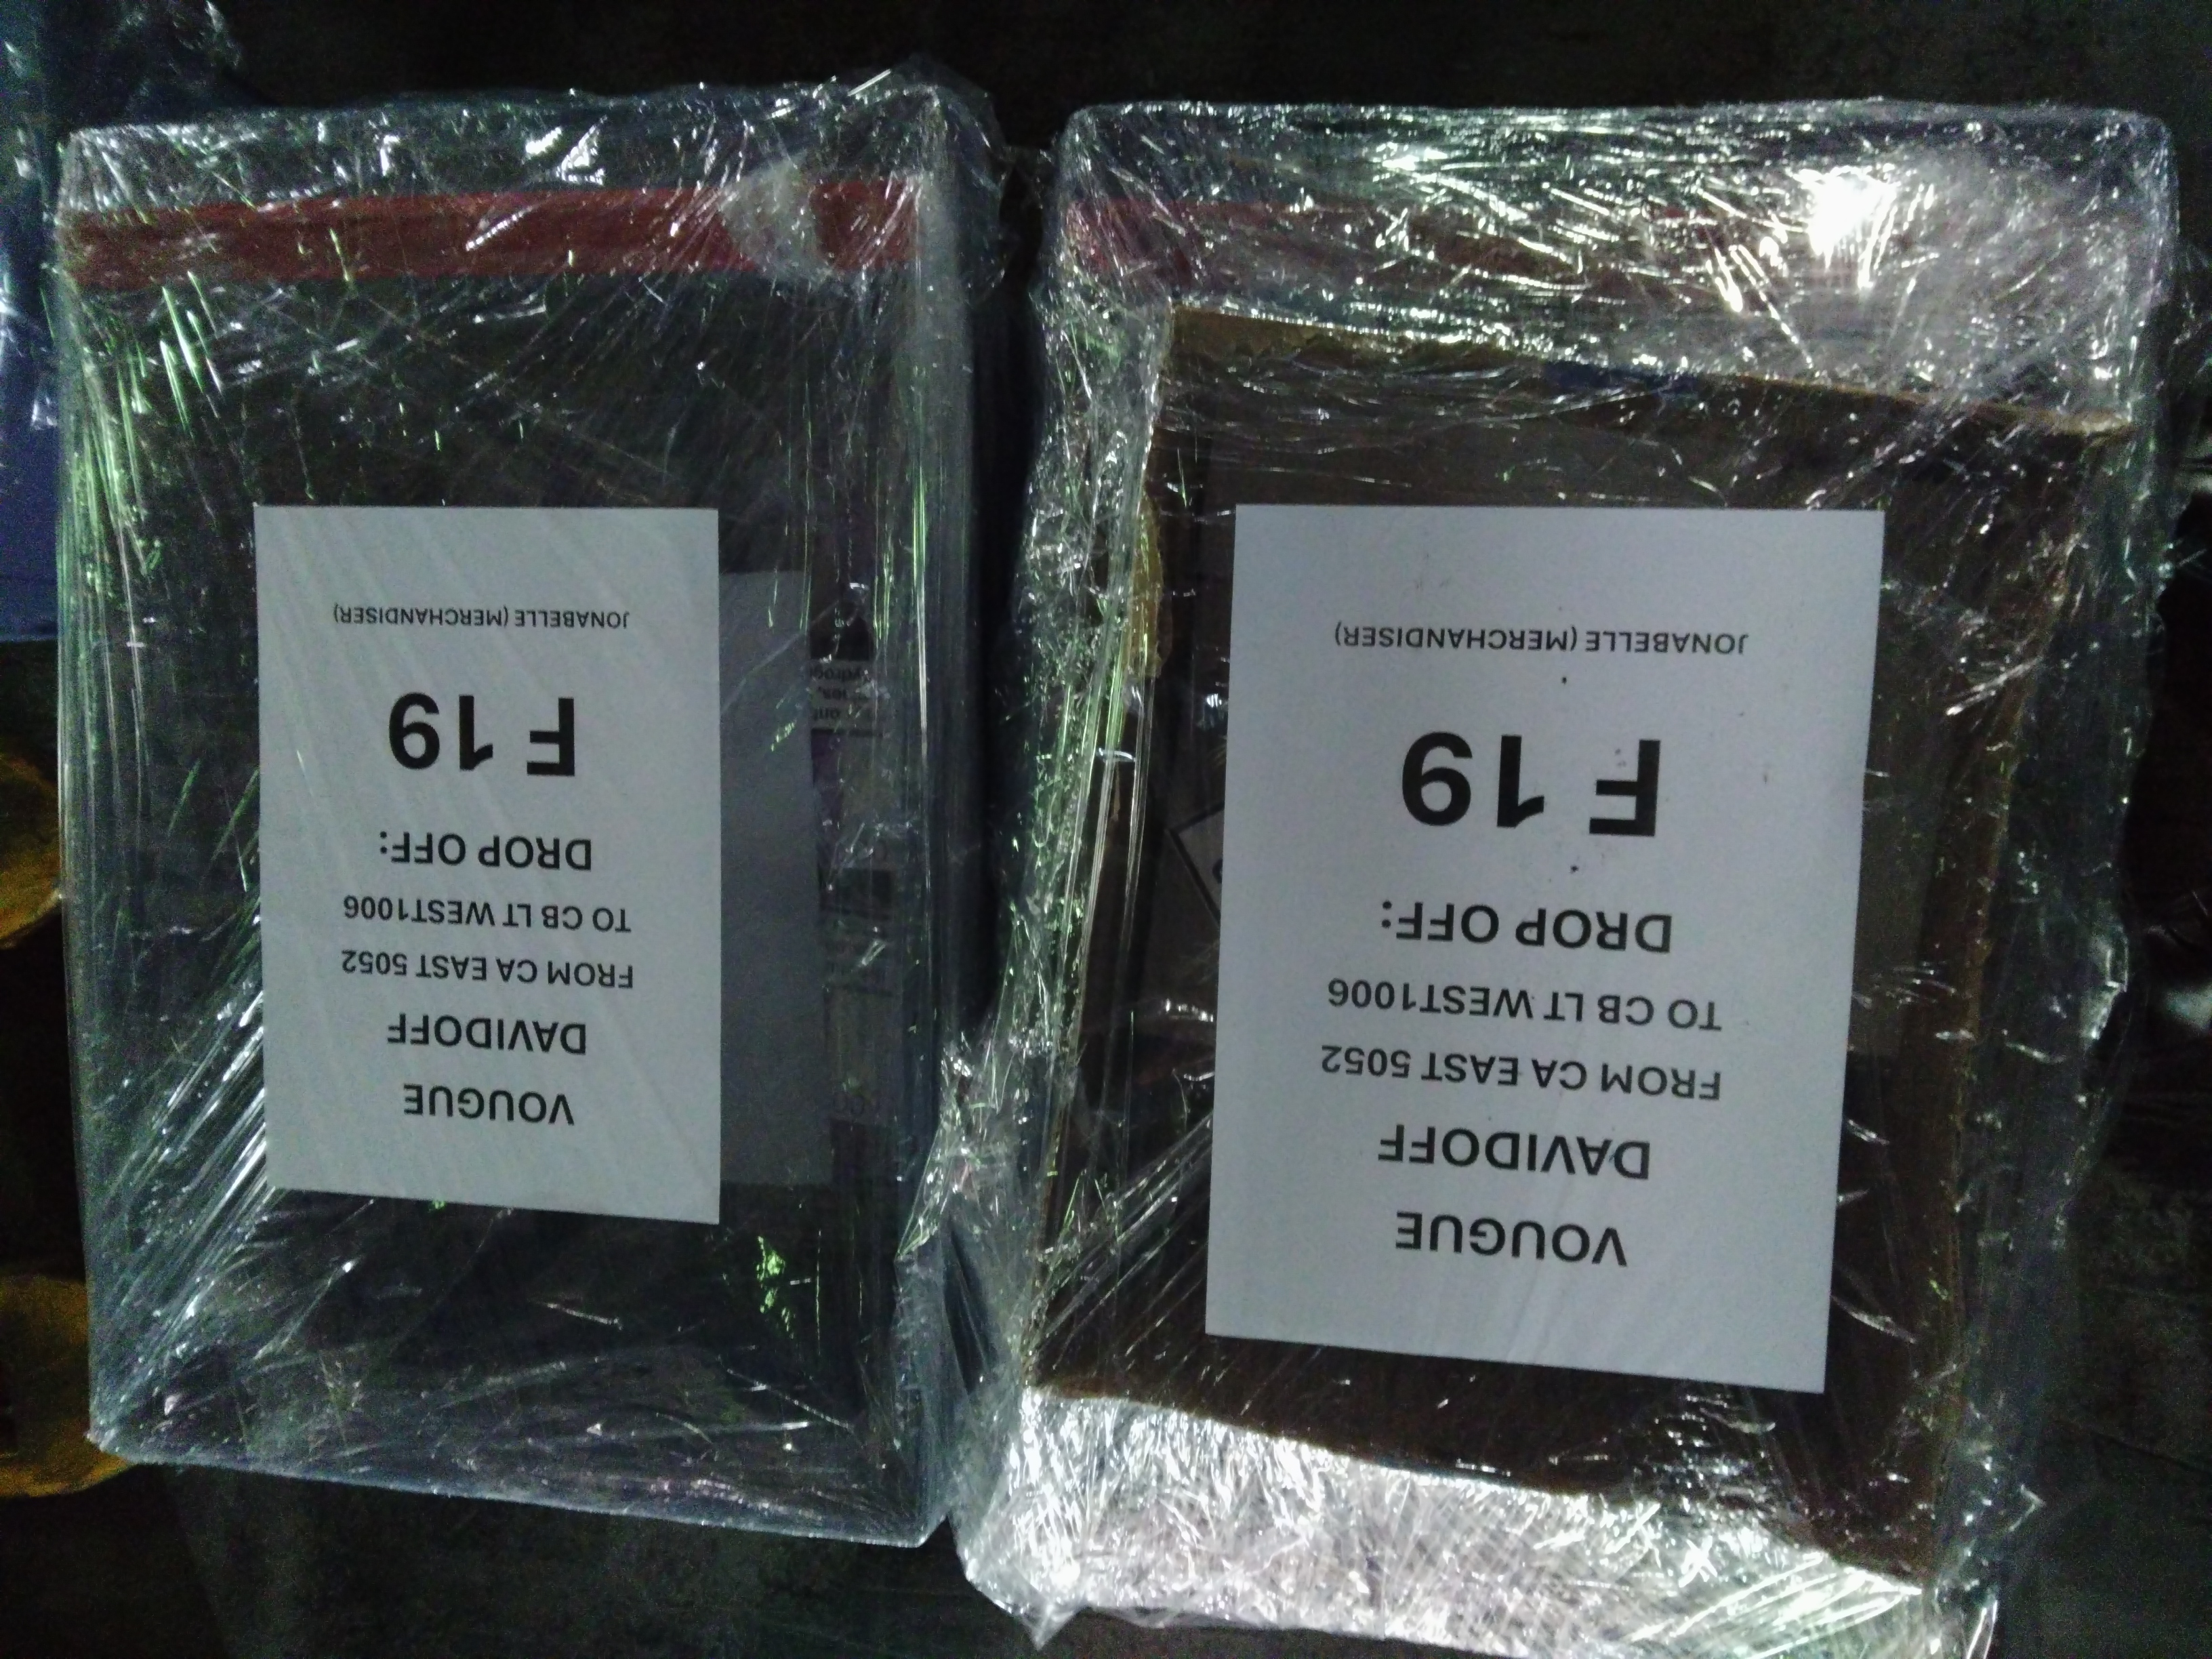 VOUGUE
DAVIDOFF
FROM CA EAST 5052
TO CB LT WEST1006
DROP OFF:
F 19
JONABELLE (MERCHANDISER)
VOUGUE
DAVIDOFF
FROM CA EAST 5052
TO CB LT WEST1006
DROP OFF:
F 19
JONABELLE (MERCHANDISER)